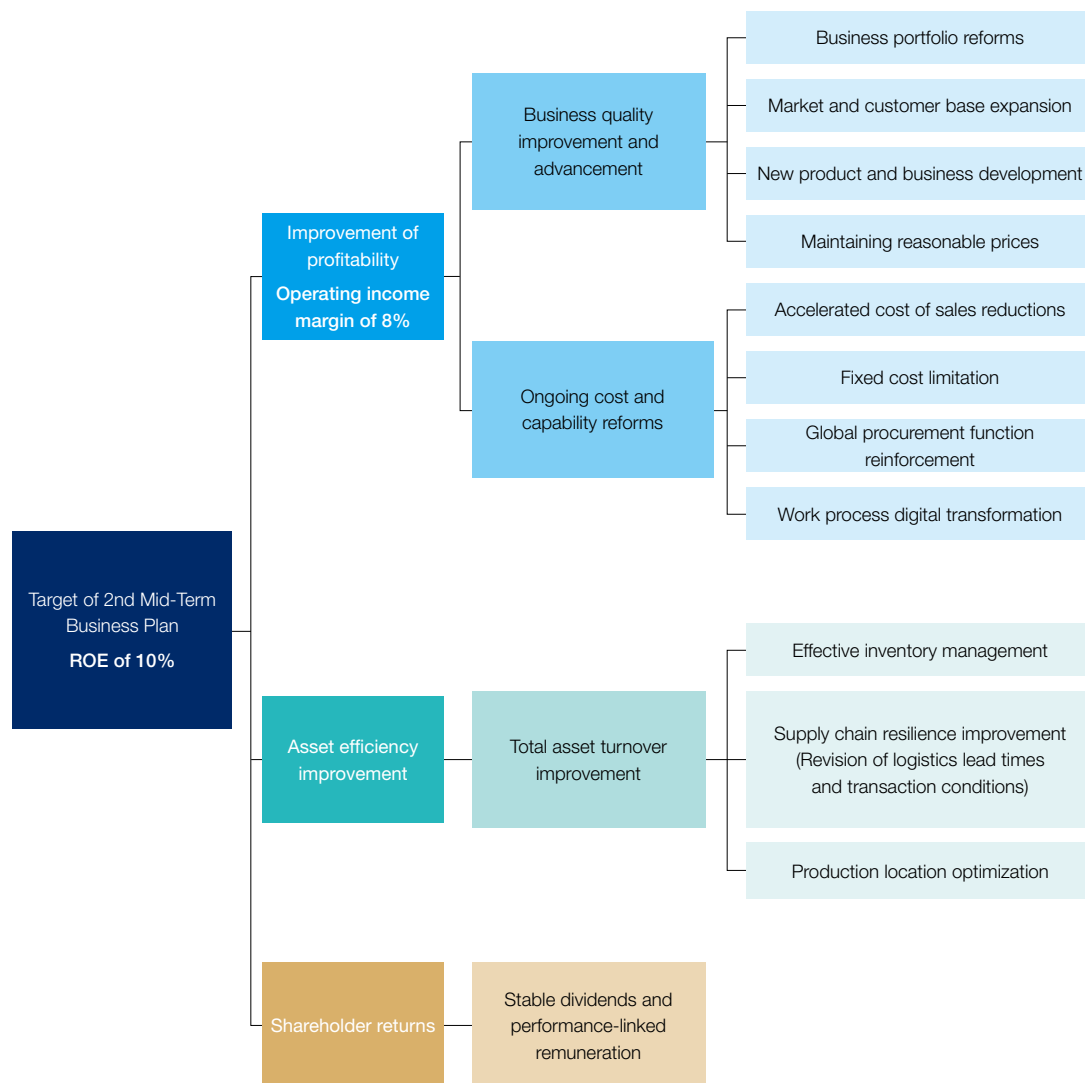 Target of 2nd Mid-Term
Business Plan
ROE of 10%
Improvement of
profitability
Operating income
margin of 8%
Business quality
improvement and
advancement
Business portfolio reforms
Market and customer base expansion
New product and business development
Maintaining reasonable prices
Ongoing cost and
capability reforms
Accelerated cost of sales reductions
Fixed cost limitation
Global procurement function
reinforcement
Work process digital transformation
Asset efficiency
improvement
Total asset turnover
improvement
Effective inventory management
Supply chain resilience improvement
(Revision of logistics lead times
and transaction conditions)
Production location optimization
Shareholder returns
Stable dividends and
performance-linked
remuneration